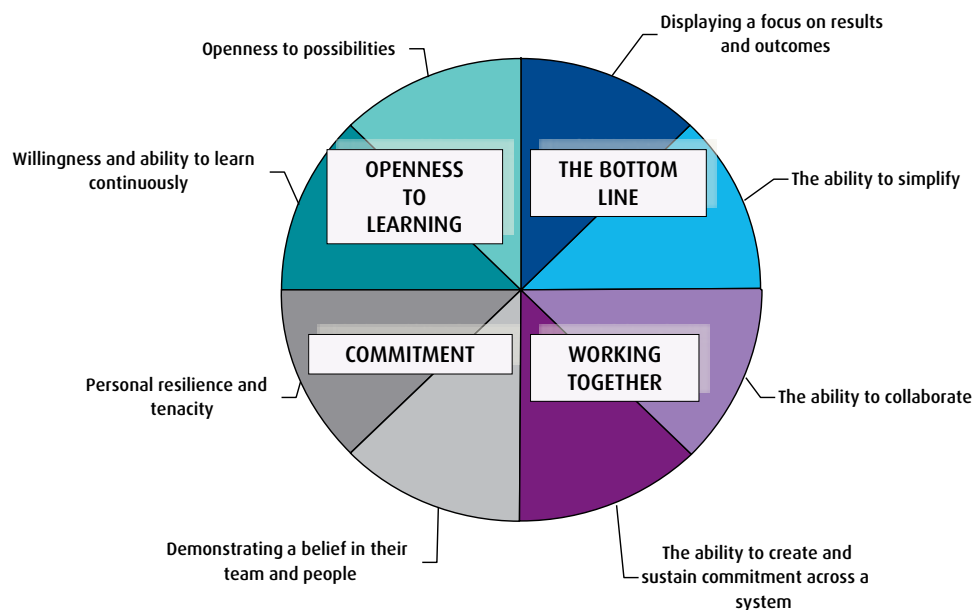 Displaying a focus on results
and outcomes
Openness to possibilities
Willingness and ability to learn
continuously
OPENNESS
TO
LEARNING
THE BOTTOM
LINE
The ability to simplify
COMMITMENT
WORKING
TOGETHER
Personal resilience and
tenacity
The ability to collaborate
Demonstrating a belief in their
team and people
The ability to create and
sustain commitment across a
system